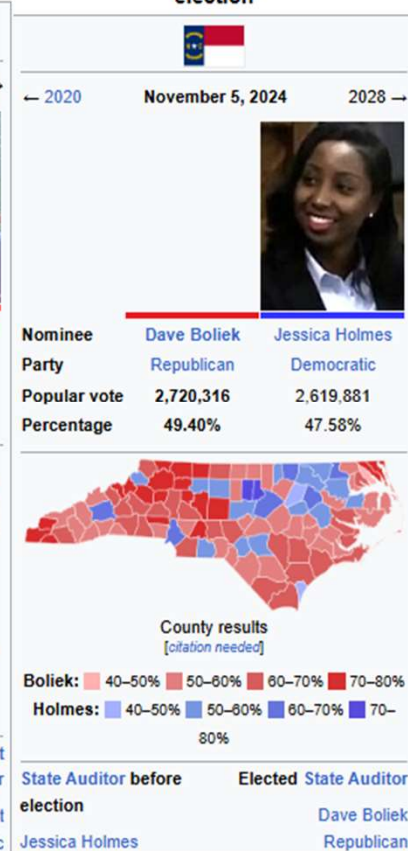 election
← 2020 November 5, 2024 2028 →
Nominee Dave Boliek Jessica Holmes
Party Republican Democratic
Popular vote 2,720,316 2,619,881
Percentage 49.40% 47.58%
County results
[citation needed]
Boliek: 40–50% 50–60% 60–70% 70–80%
Holmes: 40–50% 50–60% 60–70% 70–
80%
State Auditor before Elected State Auditor
election
Dave Boliek
Jessica Holmes Republican